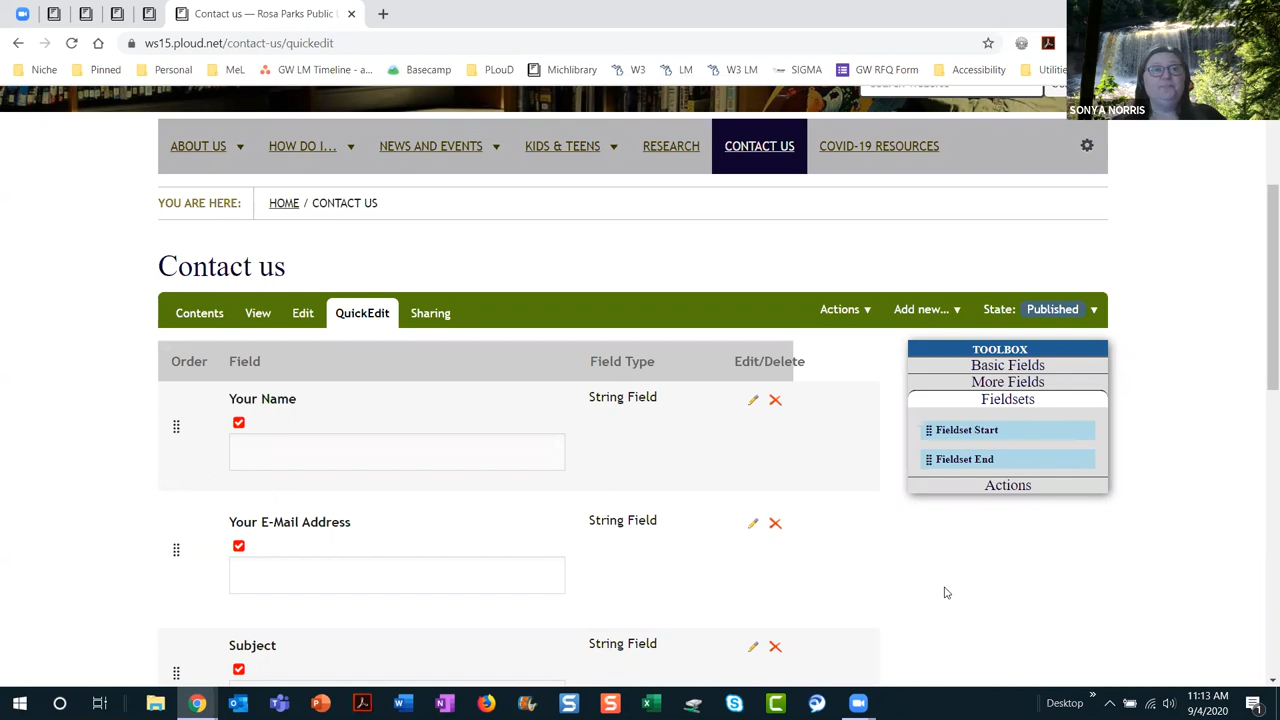 Contact us — Rosa Parks Public
ws15.ploud.net/contact-us/quickedit
Niche Pinned Personal MeL GW LM Timeline - a... Basecamp PLouD Michlibrary W3 LM W3 LM SIGMA GW RFQ Form Accessibility Utilitie
SONYA NORRIS
ABOUT US HOW DO I... NEWS AND EVENTS KIDS & TEENS RESEARCH CONTACT US COVID-19 RESOURCES
YOU ARE HERE: HOME / CONTACT US
Contact us
Contents View Edit QuickEdit Sharing Actions Add new... State: Published
Order Field Field Type Edit/Delete
Your Name String Field
Your E-Mail Address String Field
Subject String Field
TOOLBOX
Basic Fields
More Fields
Fieldsets
Fieldset Start
Fieldset End
Actions
Desktop
11:13 AM
9/4/2020
1